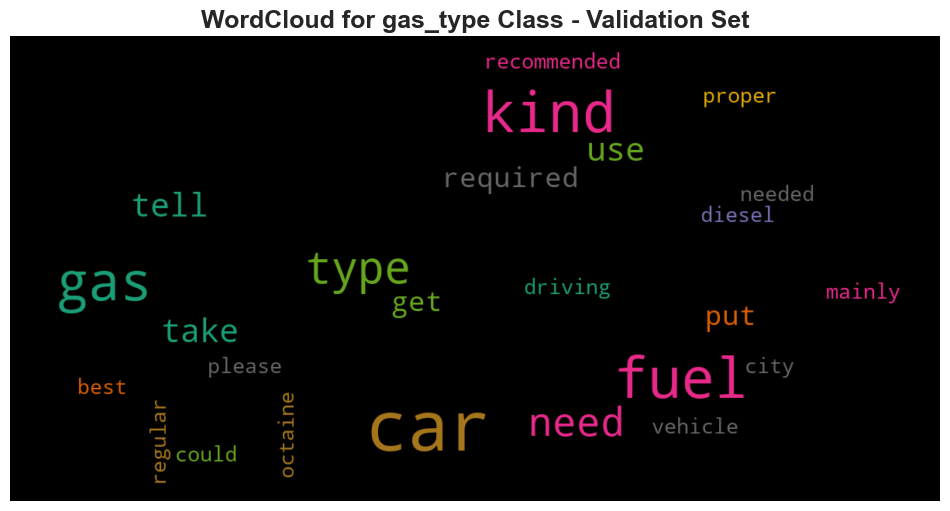 WordCloud for gas_type Class - Validation Set
recommended
kind
proper
use
required
needed
tell
diesel
type
gas
get
driving
mainly
put
take
please
fuel
city
best
car
need
vehicle
regular
could
octaine